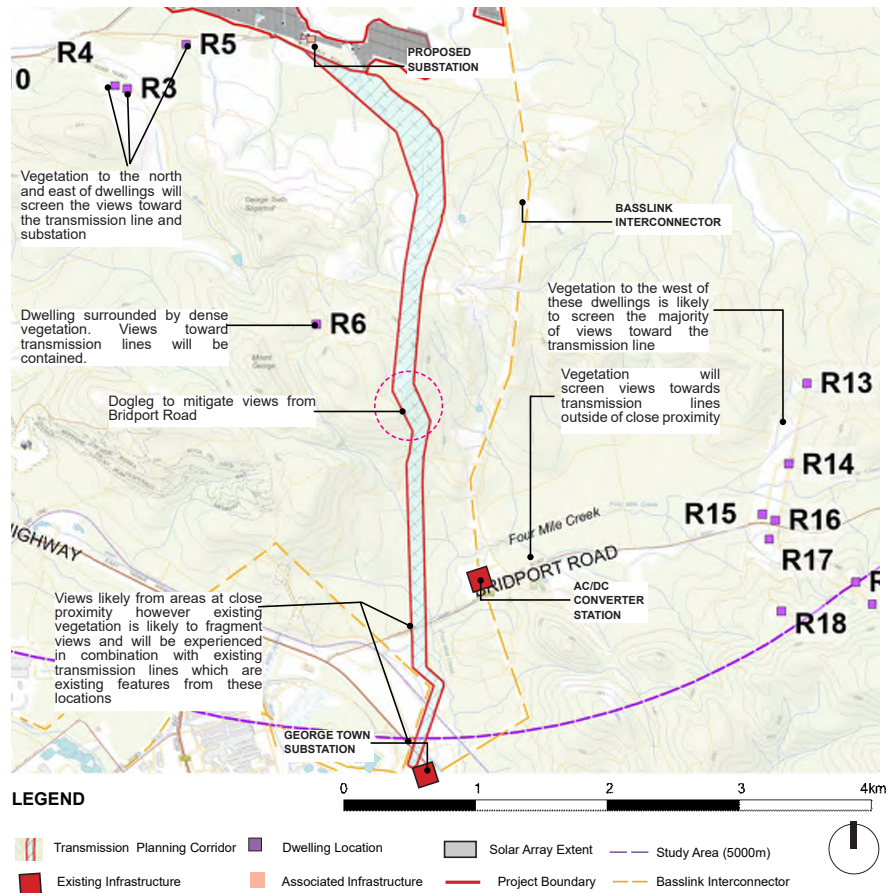 R4
R5
PROPOSED
SUBSTATION
0
R3
Vegetation to the north
and east of dwellings will
screen the views toward
the transmission line and
substation
BASSLINK
INTERCONNECTOR
Vegetation to the west of
these dwellings is likely
to screen the majority
of views toward the
transmission line
Dwelling surrounded by dense
vegetation. Views toward
transmission lines will be
contained.
R6
Mount
George
Vegetation will
screen views towards
transmission lines
outside of close proximity
R13
Dogleg to mitigate views from
Bridport Road
R14
Four Mile Creek
R15
R16
Four Mile Creek
R17
HIGHWAY
BRIDPORT ROAD
AC/DC
CONVERTER
STATION
R
R18
Views likely from areas at close
proximity however existing
vegetation is likely to fragment
views and will be experienced
in combination with existing
transmission lines which are
existing features from these
locations
GEORGE TOWN
SUBSTATION
LEGEND
0 1 2 3 4km
Transmission Planning Corridor
Dwelling Location
Solar Array Extent
Study Area (5000m)
Existing Infrastructure
Associated Infrastructure
Project Boundary
Basslink Interconnector